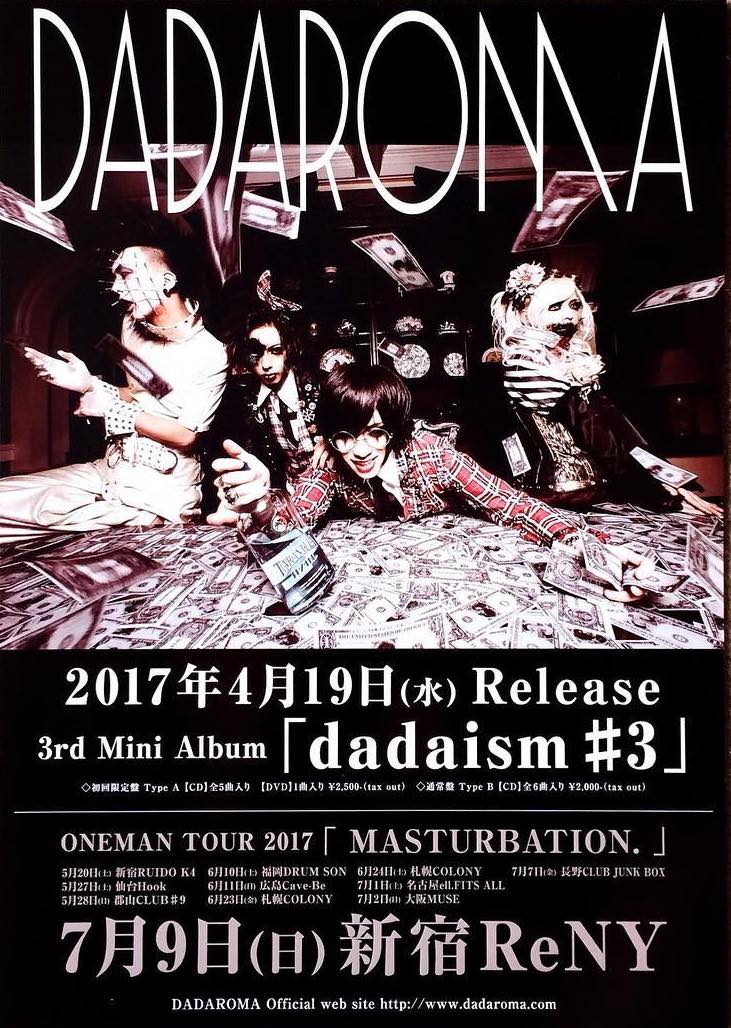 DADAROMA
2017年4月19日(水) Release
3rd Mini Album「dadaism ♯3」
◇初回限定盤 Type A【CD】全5曲入り 【DVD】1曲入り ¥2,500-(tax out) ◇通常盤 Type B【CD】全6曲入り ¥2,000-(tax out)
ONEMAN TOUR 2017「 MASTURBATION. 」
5月20日(土) 新宿RUIDO K4 6月10日(土) 福岡DRUM SON 6月24日(土) 札幌COLONY 7月7日(金) 長野CLUB JUNK BOX
5月27日(土) 仙台Hook 6月11日(日) 広島Cave-Be 7月1日(土) 名古屋ell.FITS ALL
5月28日(日) 郡山CLUB♯9 6月23日(金) 札幌COLONY 7月2日(日) 大阪MUSE
7月9日(日) 新宿ReNY
DADAROMA Official web site http://www.dadaroma.com